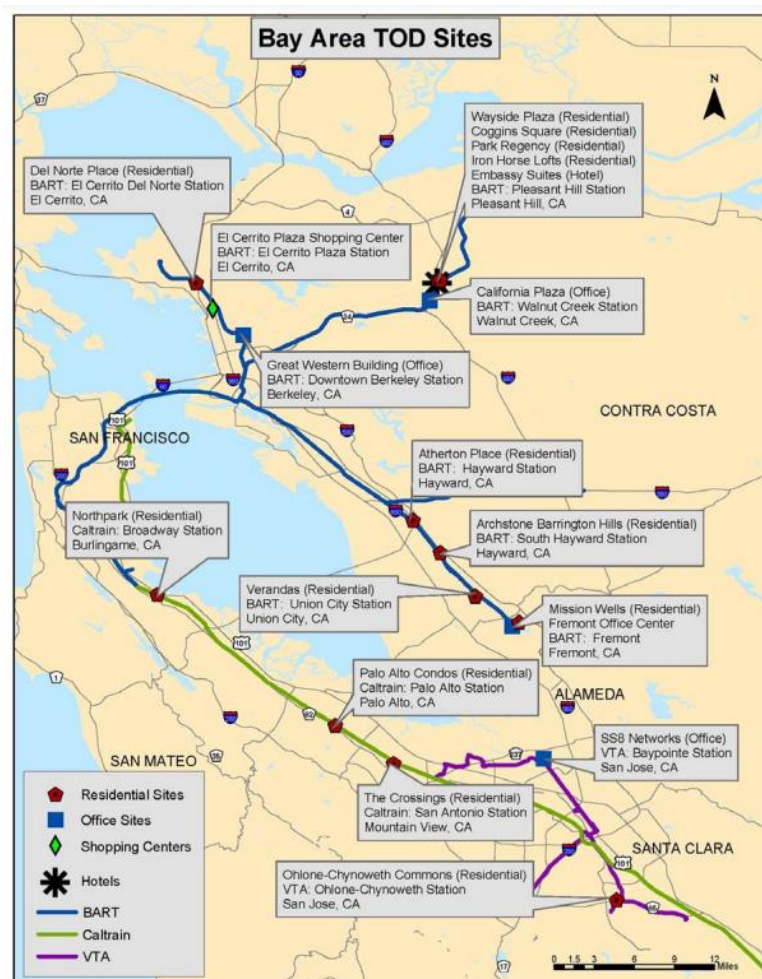 Bay Area TOD Sites
N
37
80
680
Wayside Plaza (Residential)
Coggins Square (Residential)
Park Regency (Residential)
Iron Horse Lofts (Residential)
Embassy Suites (Hotel)
BART: Pleasant Hill Station
Pleasant Hill, CA
Del Norte Place (Residential)
BART: El Cerrito Del Norte Station
El Cerrito, CA
4
El Cerrito Plaza Shopping Center
BART: El Cerrito Plaza Station
El Cerrito, CA
California Plaza (Office)
BART: Walnut Creek Station
Walnut Creek, CA
24
Great Western Building (Office)
BART: Downtown Berkeley Station
Berkeley, CA
CONTRA COSTA
101
SAN FRANCISCO
101
Atherton Place (Residential)
BART: Hayward Station
Hayward, CA
Northpark (Residential)
Caltrain: Broadway Station
Burlingame, CA
Archstone Barrington Hills (Residential)
BART: South Hayward Station
Hayward, CA
Verandas (Residential)
BART: Union City Station
Union City, CA
Mission Wells (Residential)
Fremont Office Center
BART: Fremont
Fremont, CA
101
1
Palo Alto Condos (Residential)
Caltrain: Palo Alto Station
Palo Alto, CA
ALAMEDA
82
SAN MATEO
237
SS8 Networks (Office)
VTA: Baypointe Station
San Jose, CA
The Crossings (Residential)
Caltrain: San Antonio Station
Mountain View, CA
SANTA CLARA
101
Ohlone-Chynoweth Commons (Residential)
VTA: Ohlone-Chynoweth Station
San Jose, CA
85
17
Residential Sites
Office Sites
Shopping Centers
Hotels
BART
Caltrain
VTA
0 1.5 3 6 9 12
Miles